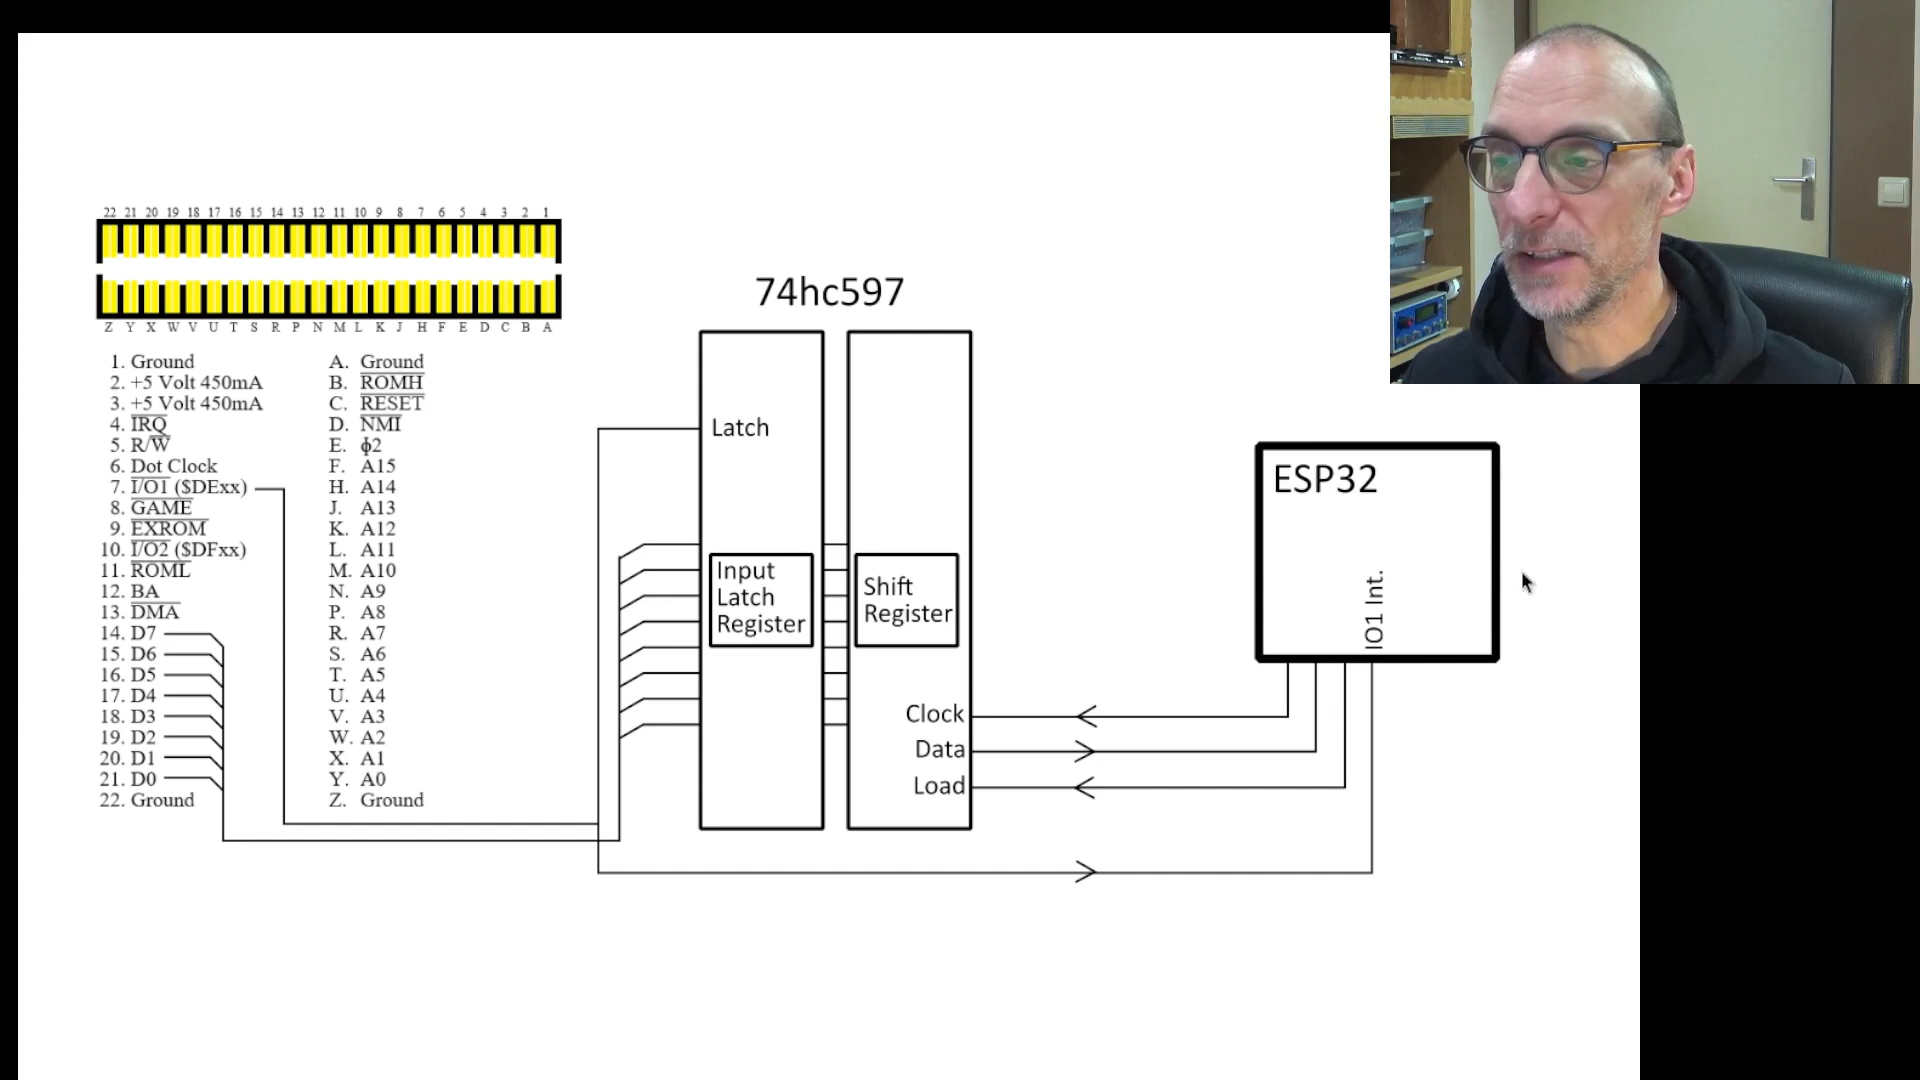 22 21 20 19 18 17 16 15 14 13 12 11 10 9 8 7 6 5 4 3 2 1
Z Y X W V U T S R P N M L K J H F E D C B A
1. Ground
2. +5 Volt 450mA
3. +5 Volt 450mA
4. IRQ
5. R/W
6. Dot Clock
7. I/O1 ($DExx)
8. GAME
9. EXROM
10. I/O2 ($DFxx)
11. ROML
12. BA
13. DMA
14. D7
15. D6
16. D5
17. D4
18. D3
19. D2
20. D1
21. D0
22. Ground
A. Ground
B. ROMH
C. RESET
D. NMI
E. ϕ2
F. A15
H. A14
J. A13
K. A12
L. A11
M. A10
N. A9
P. A8
R. A7
S. A6
T. A5
U. A4
V. A3
W. A2
X. A1
Y. A0
Z. Ground
74hc597
Latch
Input
Latch
Register
Shift
Register
Clock
Data
Load
ESP32
IO1 Int.